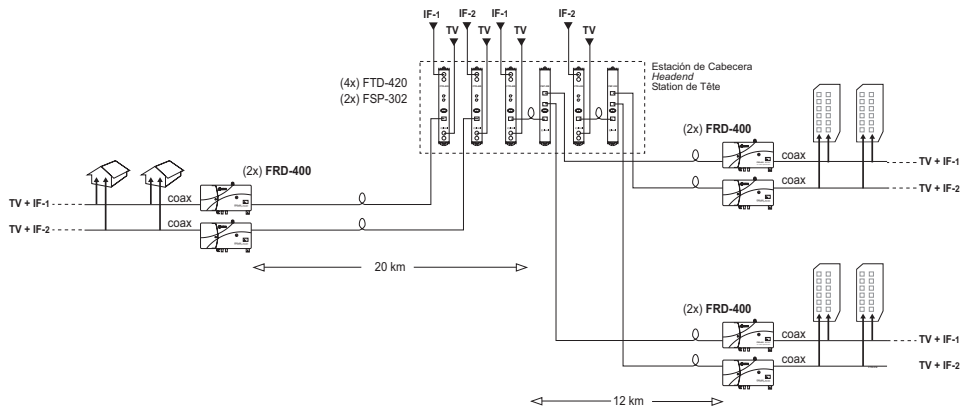 IF-1 IF-2 IF-1 IF-2
TV TV TV TV
(4x) FTD-420
(2x) FSP-302
Estación de Cabecera
Headend
Station de Tête
(2x) FRD-400
coax
TV + IF-1
coax
TV + IF-2
(2x) FRD-400
coax
TV + IF-1
coax
TV + IF-2
20 km
(2x) FRD-400
coax
TV + IF-1
coax
TV + IF-2
12 km